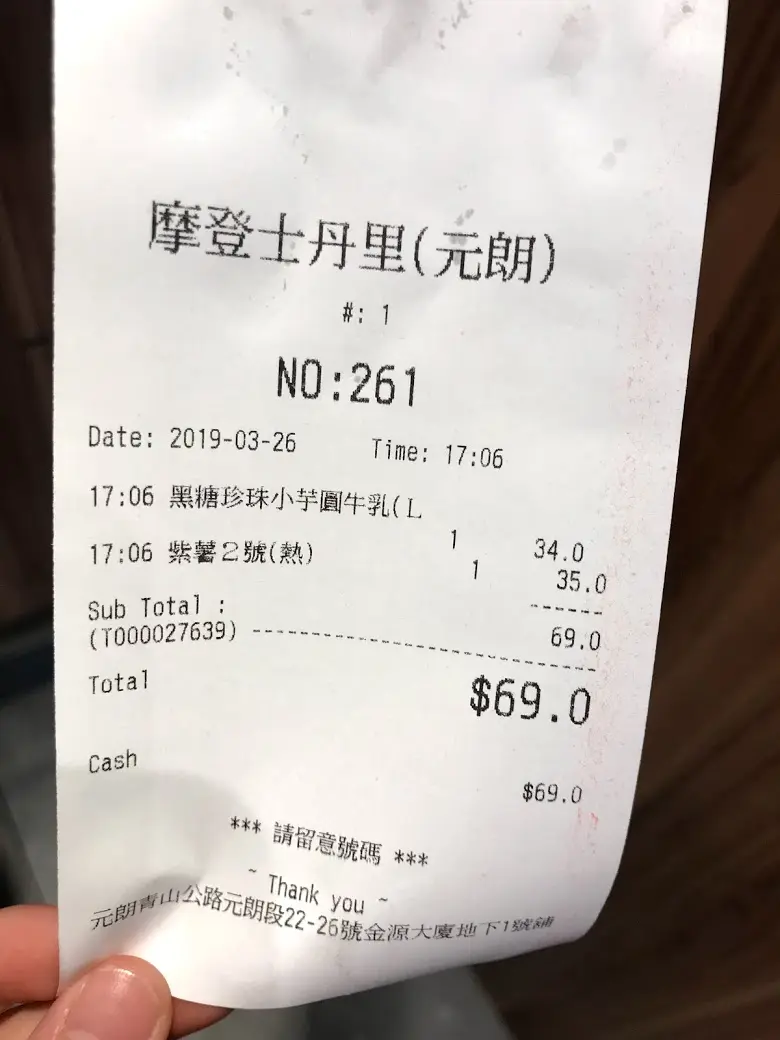 摩登士丹里(元朗)
#: 1
NO:261
Date: 2019-03-26 Time: 17:06
17:06 黑糖珍珠小芋圓牛乳(L
1 34.0
17:06 紫薯2號(熱)
1 35.0
Sub Total :
(T000027639) 69.0
Total $69.0
Cash $69.0
*** 請留意號碼 ***
~ Thank you ~
元朗青山公路元朗段22-26號金源大廈地下1號舖